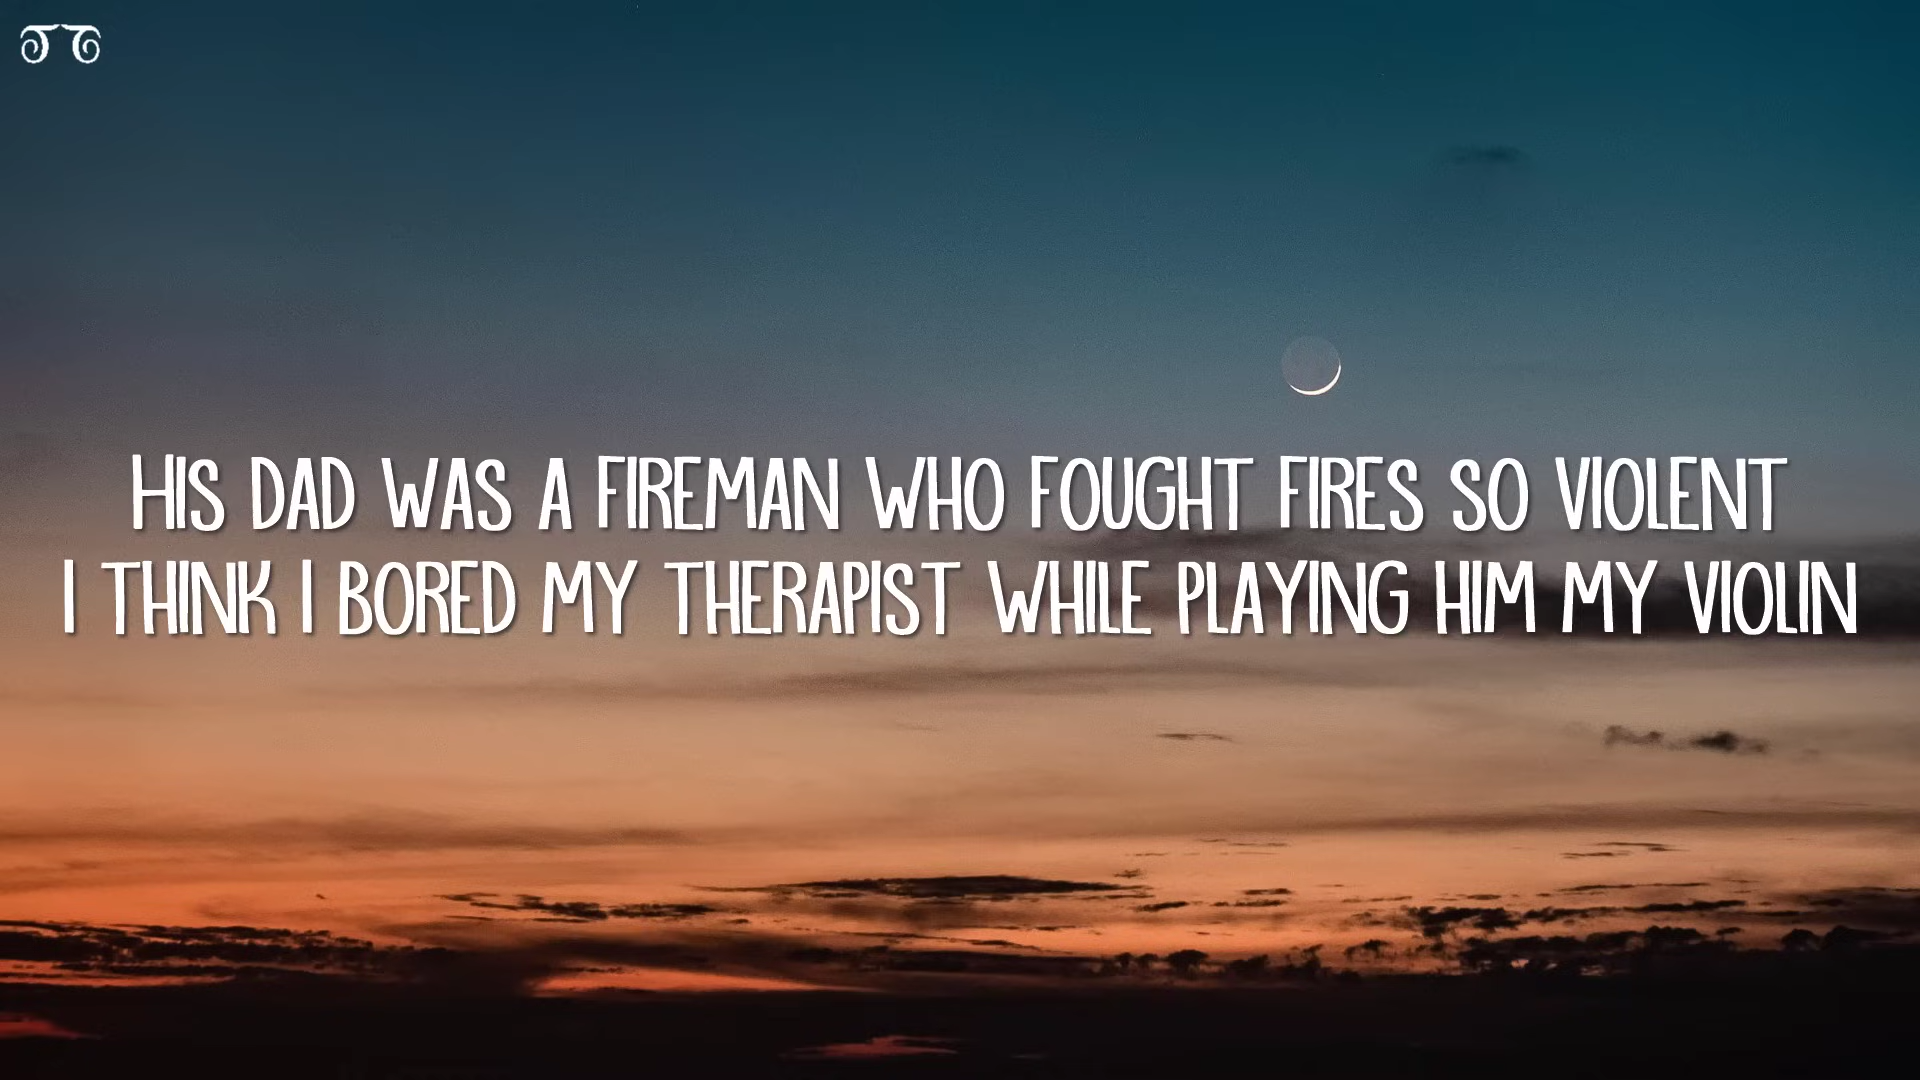 HIS DAD WAS A FIREMAN WHO FOUGHT FIRES SO VIOLENT
I THINK I BORED MY THERAPIST WHILE PLAYING HIM MY VIOLIN